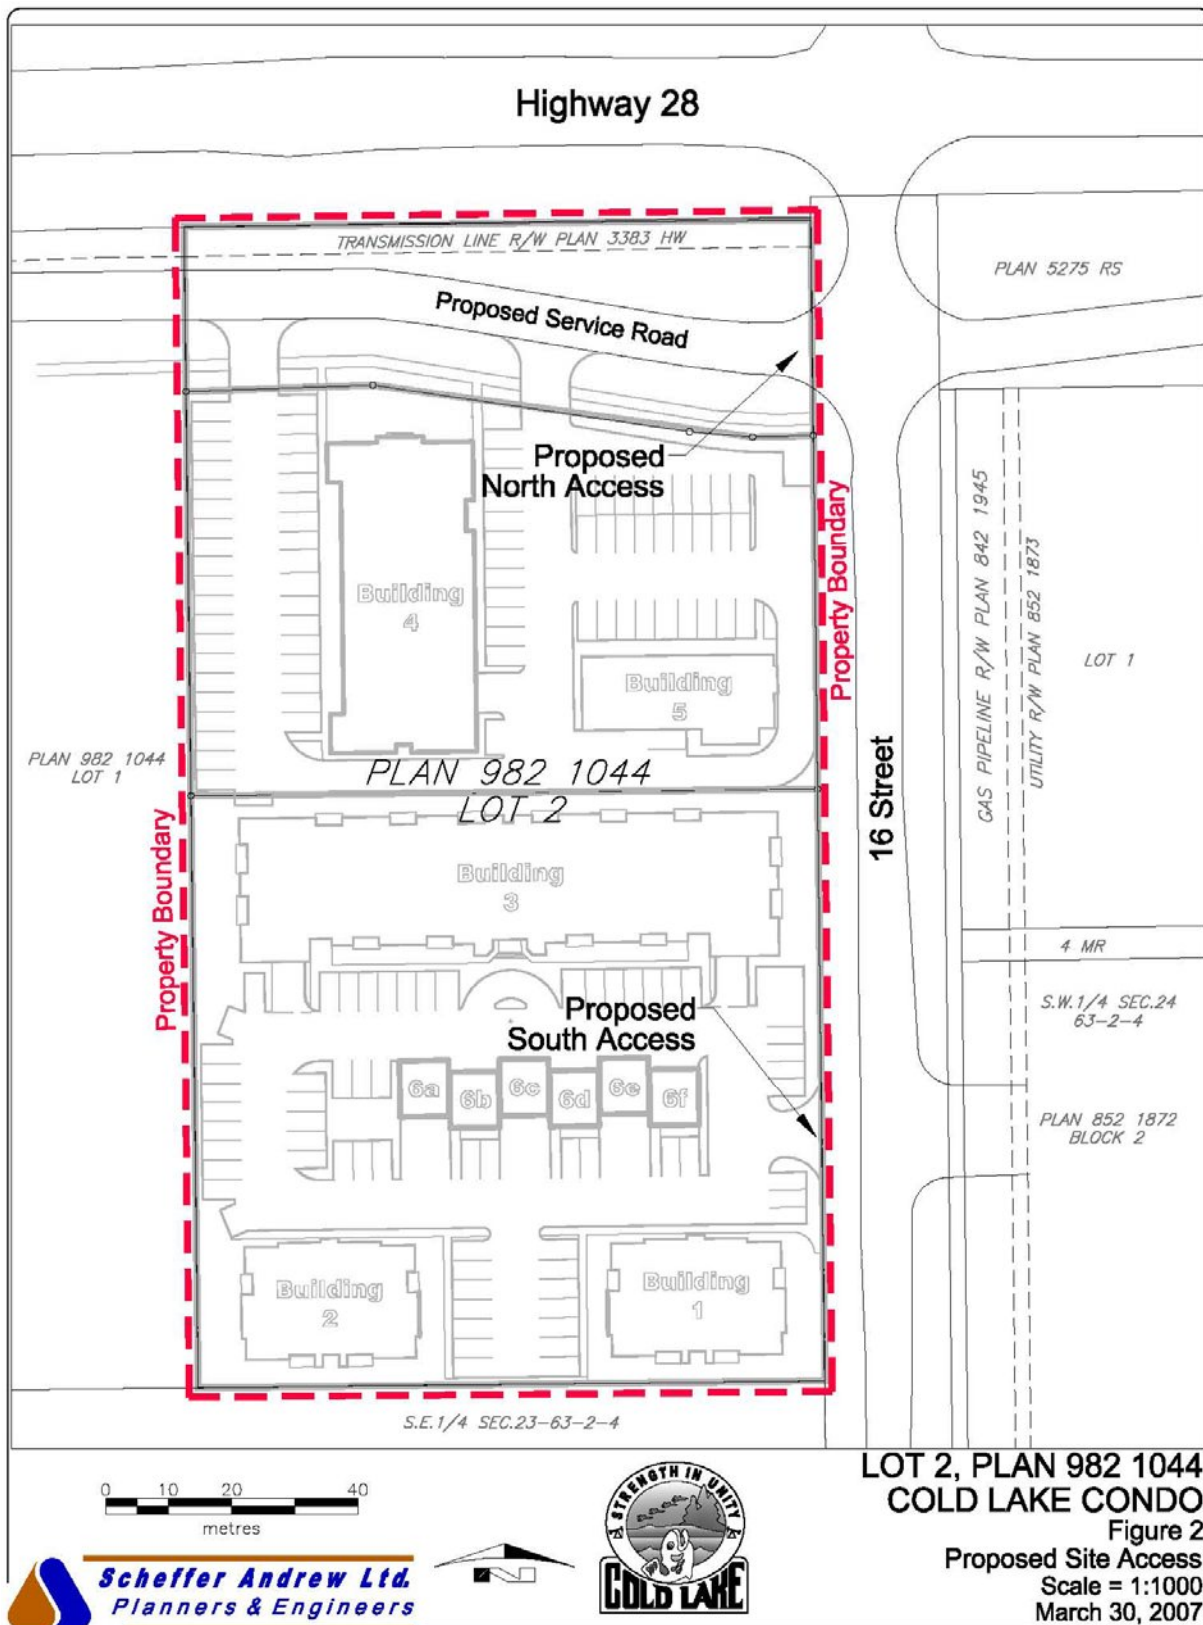 Highway 28
TRANSMISSION LINE R/W PLAN 3383 HW
PLAN 5275 RS
Proposed Service Road
Proposed
North Access
Property Boundary
GAS PIPELINE R/W PLAN 842 1945
UTILITY R/W PLAN 852 1873
Building
4
Building
5
LOT 1
PLAN 982 1044
LOT 1
PLAN 982 1044
LOT 2
16 Street
Property Boundary
Building
3
4 MR
S.W.1/4 SEC.24
63-2-4
Proposed
South Access
6a
6b
6c
6d
6e
6f
PLAN 852 1872
BLOCK 2
Building
2
Building
1
S.E.1/4 SEC.23-63-2-4
0 10 20 40
metres
Scheffer Andrew Ltd.
Planners & Engineers
N
STRENGTH IN UNITY
COLD LAKE
LOT 2, PLAN 982 1044
COLD LAKE CONDO
Figure 2
Proposed Site Access
Scale = 1:1000
March 30, 2007